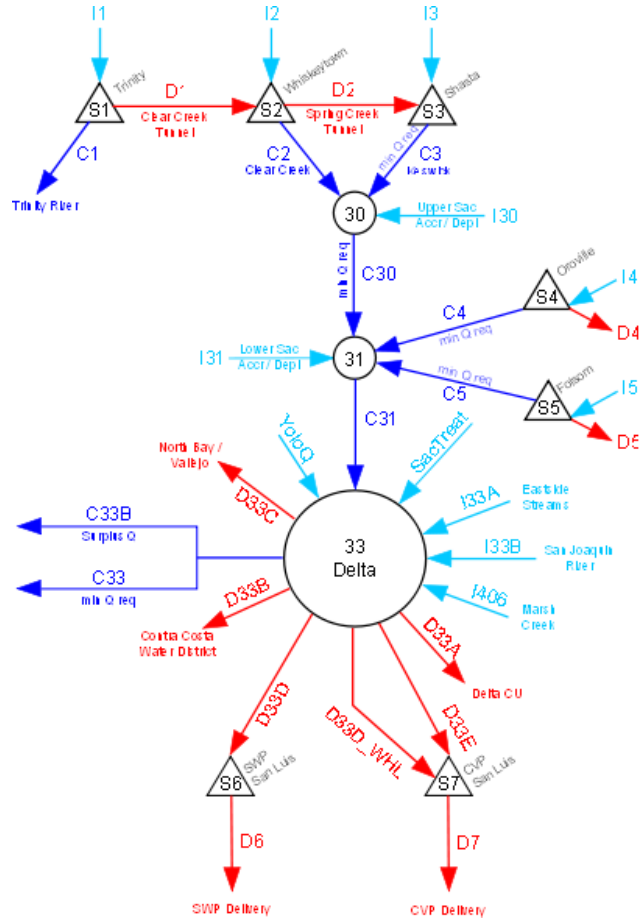 I1
I2
I3
Trinity
Whiskeytown
Shasta
S1
D1
Clear Creek
Tunnel
S2
D2
Spring Creek
Tunnel
S3
C1
Trinity River
C2
Clear Creek
min Q req
C3
Keswick
30
Upper Sac
Accr/ Depl
I30
min Q req
C30
Oroville
I4
S4
D4
C4
min Q req
I31
Lower Sac
Accr/ Depl
31
min Q req
C5
Folsom
I5
S5
D5
C31
North Bay /
Vallejo
YoloQ
SacTreat
D33C
I33A
Eastside
Streams
C33B
Surplus Q
33
Delta
I33B
San Joaquin
River
C33
min Q req
D33B
I406
Marsh
Creek
Contra Costa
Water District
D33A
Delta CU
D33D
D33D_WHL
D33E
SWP
San Luis
S6
CVP
San Luis
S7
D6
D7
SWP Delivery
CVP Delivery